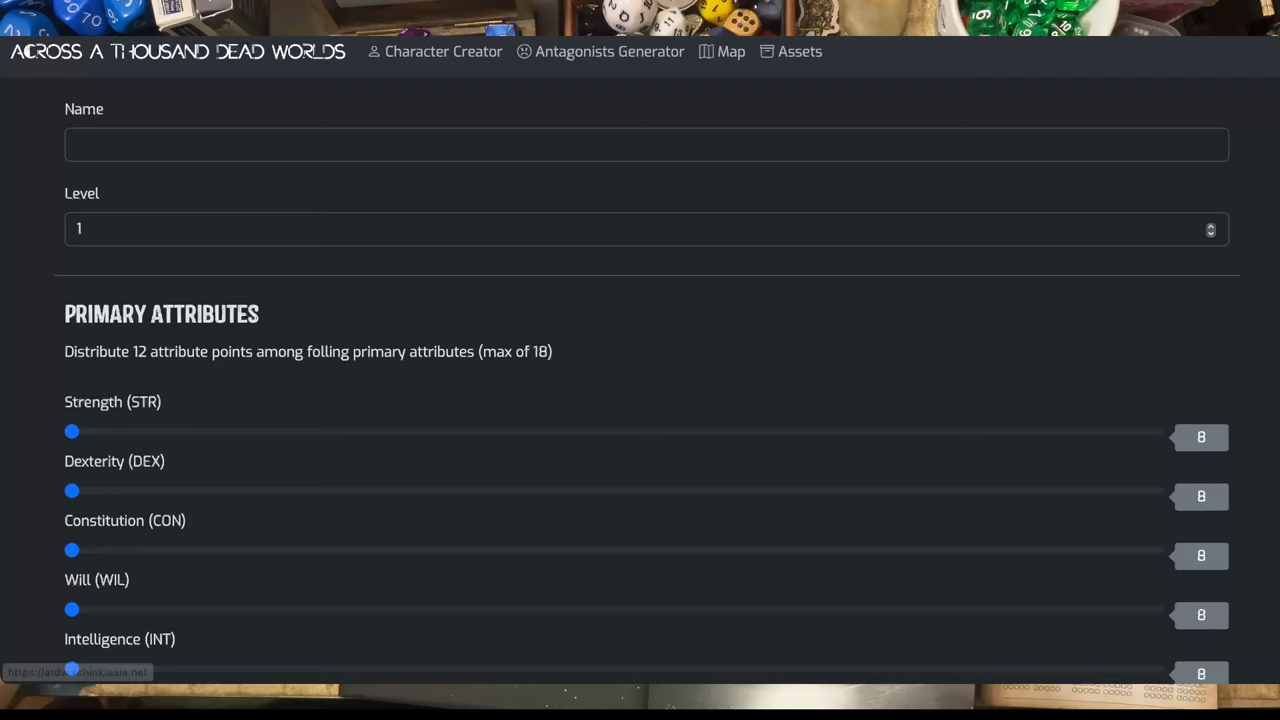 ACROSS A THOUSAND DEAD WORLDS Character Creator Antagonists Generator Map Assets
Name
Level
1
PRIMARY ATTRIBUTES
Distribute 12 attribute points among folling primary attributes (max of 18)
Strength (STR)
8
Dexterity (DEX)
8
Constitution (CON)
8
Will (WIL)
8
Intelligence (INT)
8